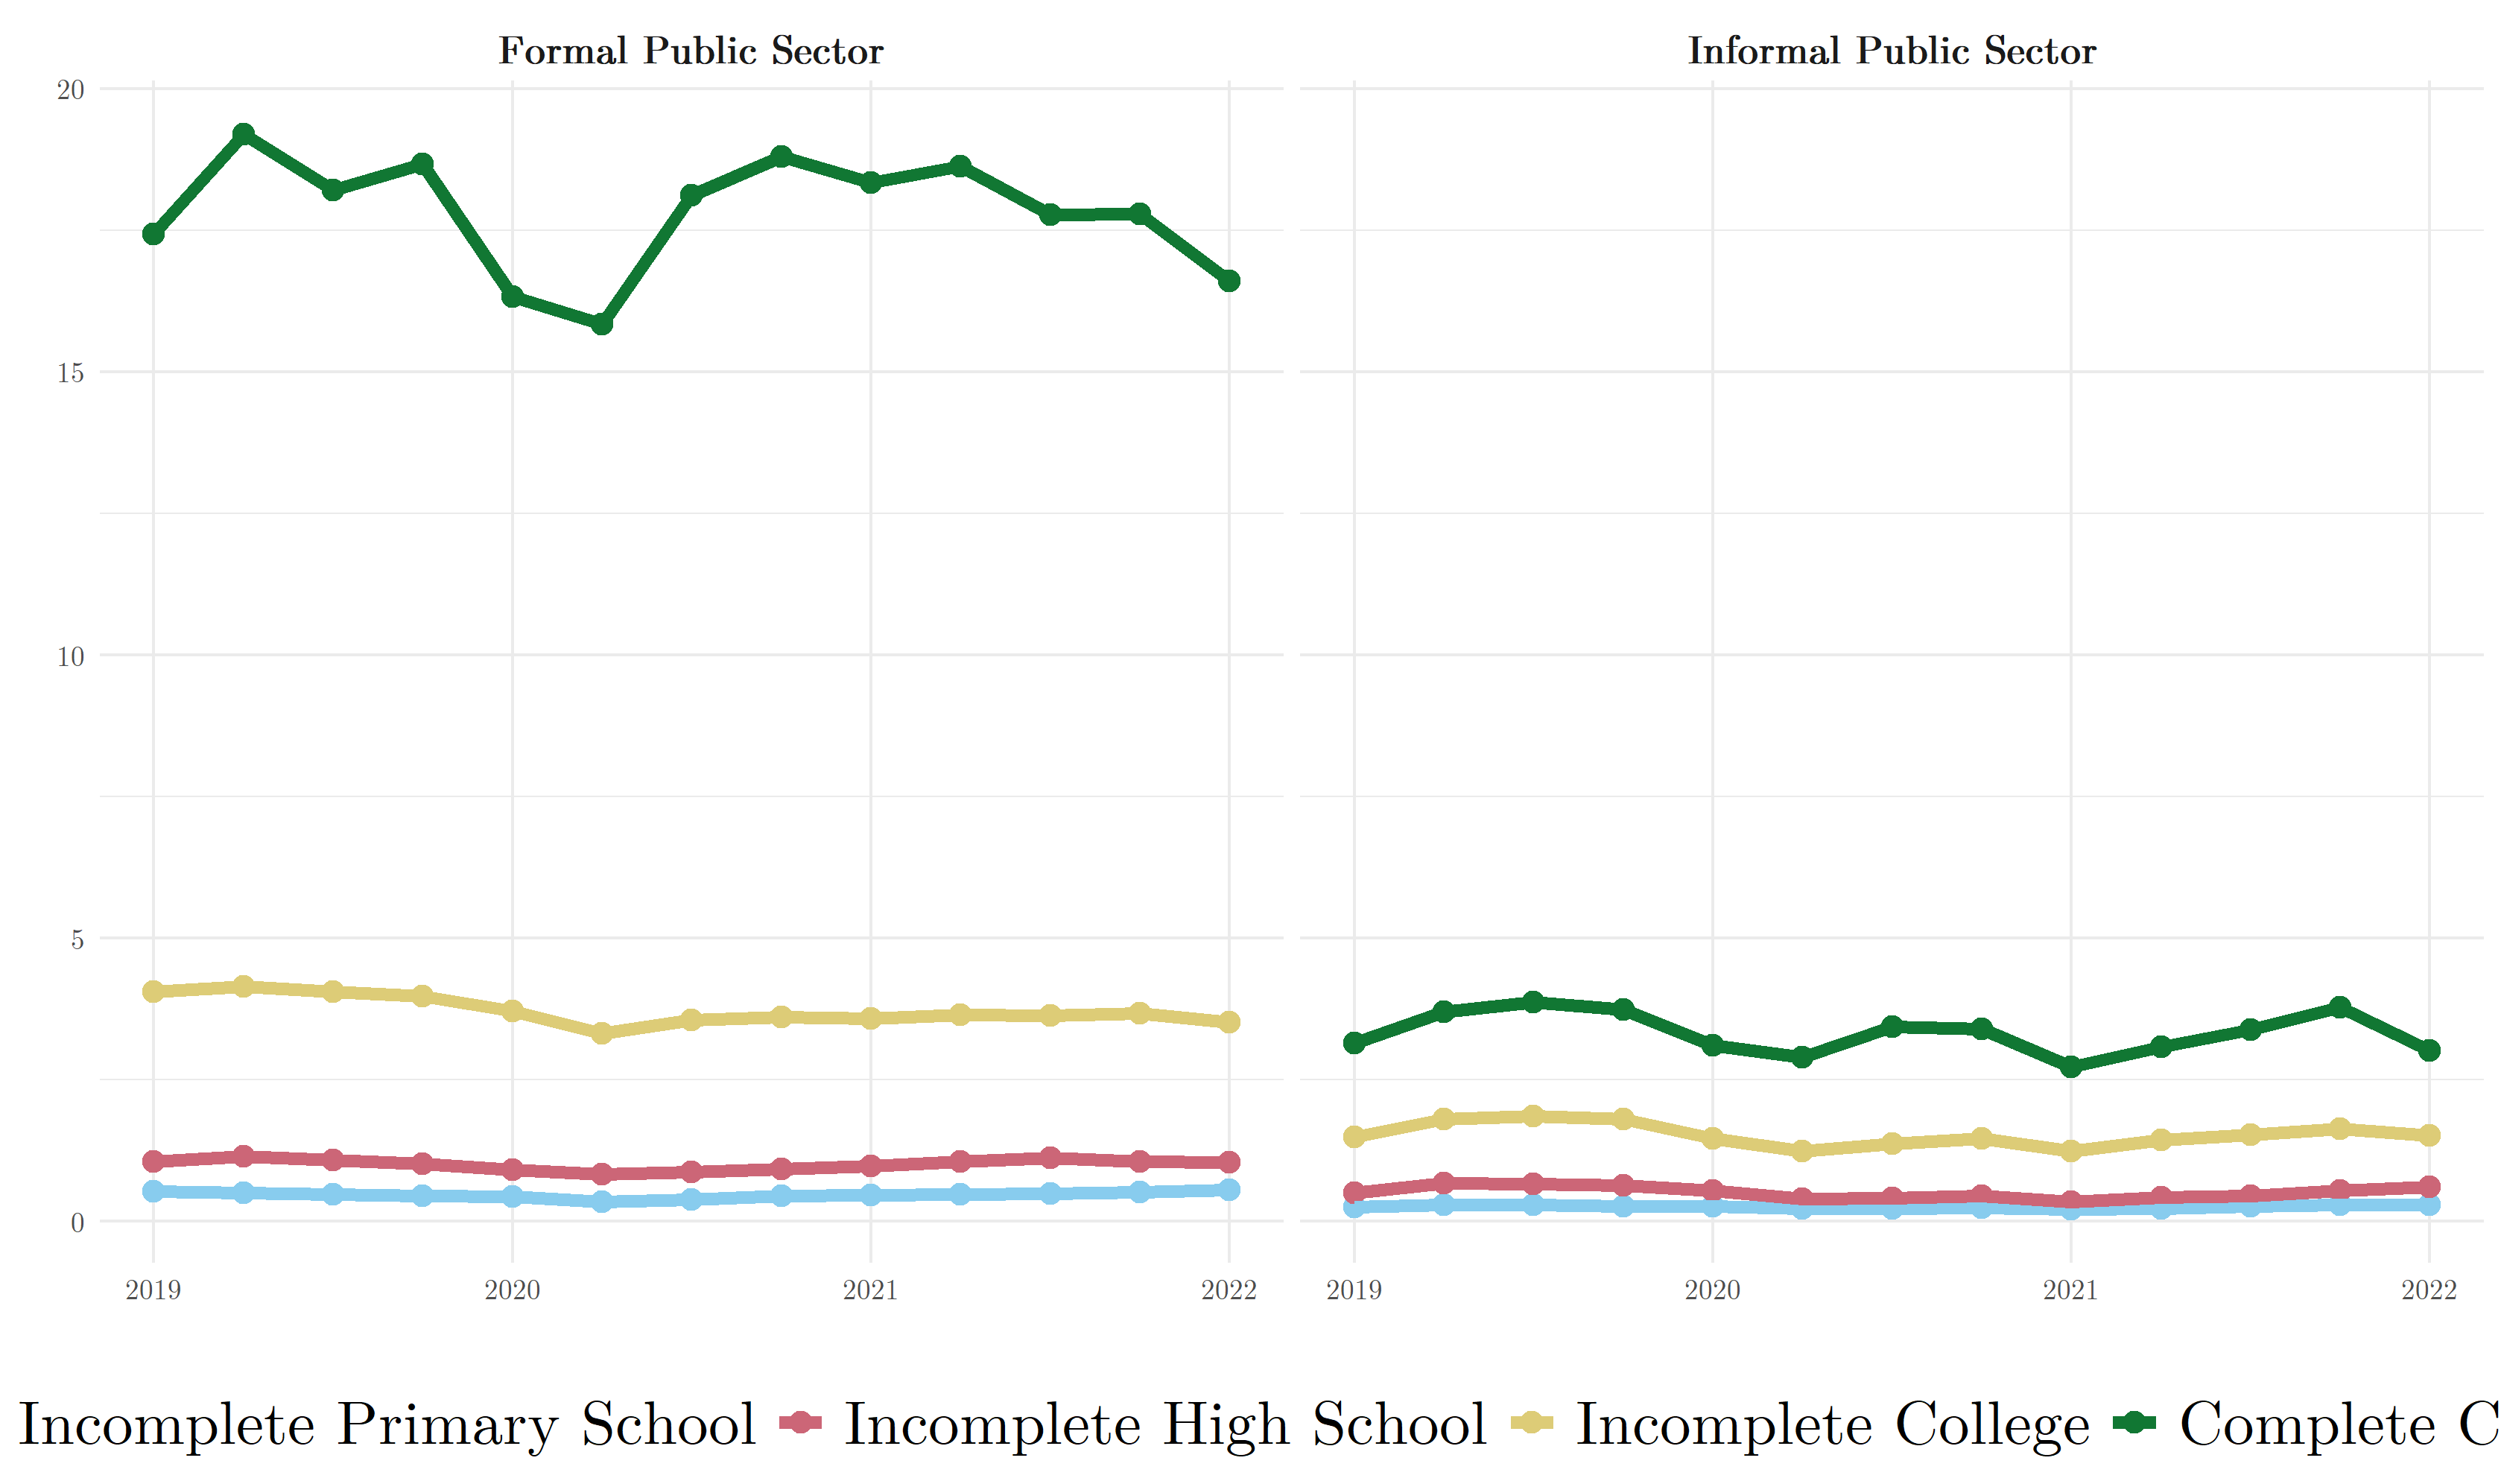 Formal Public Sector
Informal Public Sector
20
15
10
5
0
2019 2020 2021 2022 2019 2020 2021 2022
Incomplete Primary School Incomplete High School Incomplete College Complete C